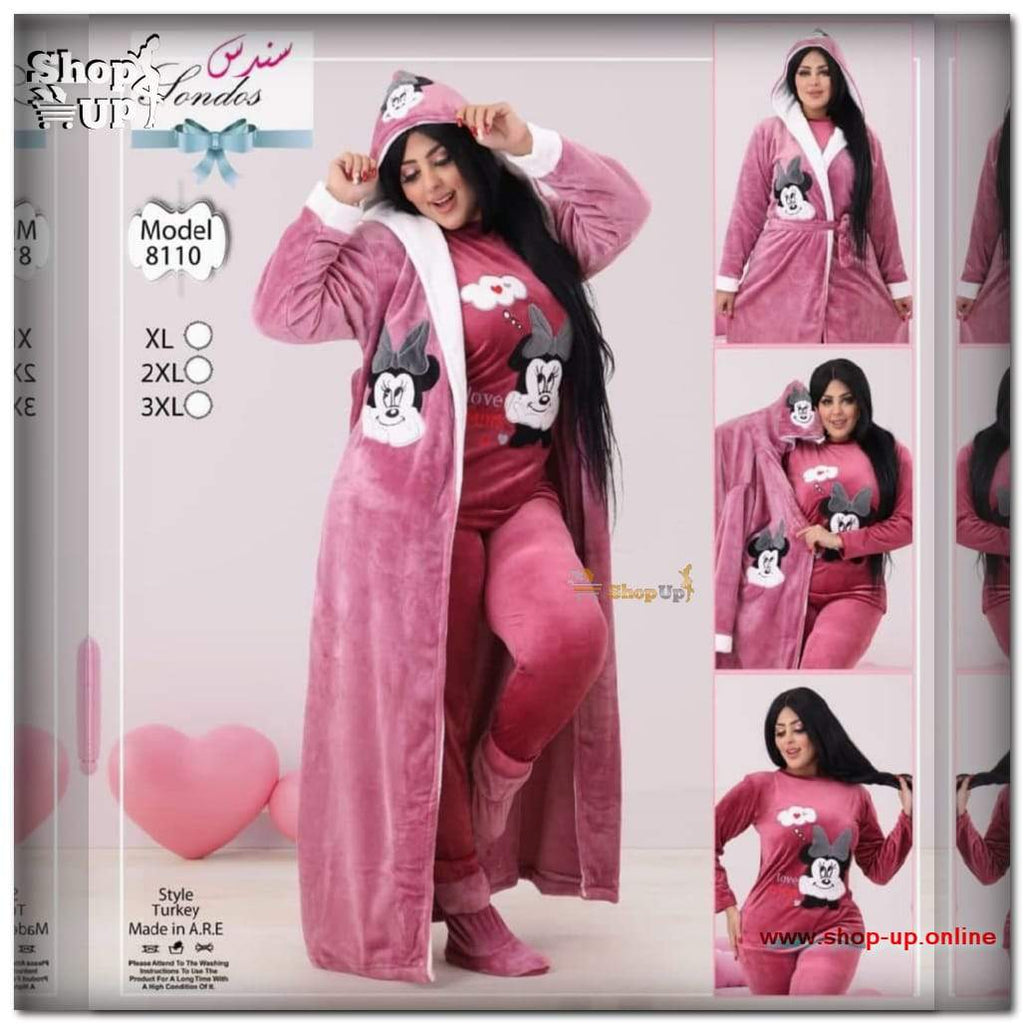 Shop
UP
سندس
Sondos
Model
8110
XL
2XL
3XL
love
ShopUp
Style
Turkey
Made in A.R.E
Please Attend To The Washing
Instructions To Use The
Product For A Long Time With
A High Condition Of It.
love
www.shop-up.online